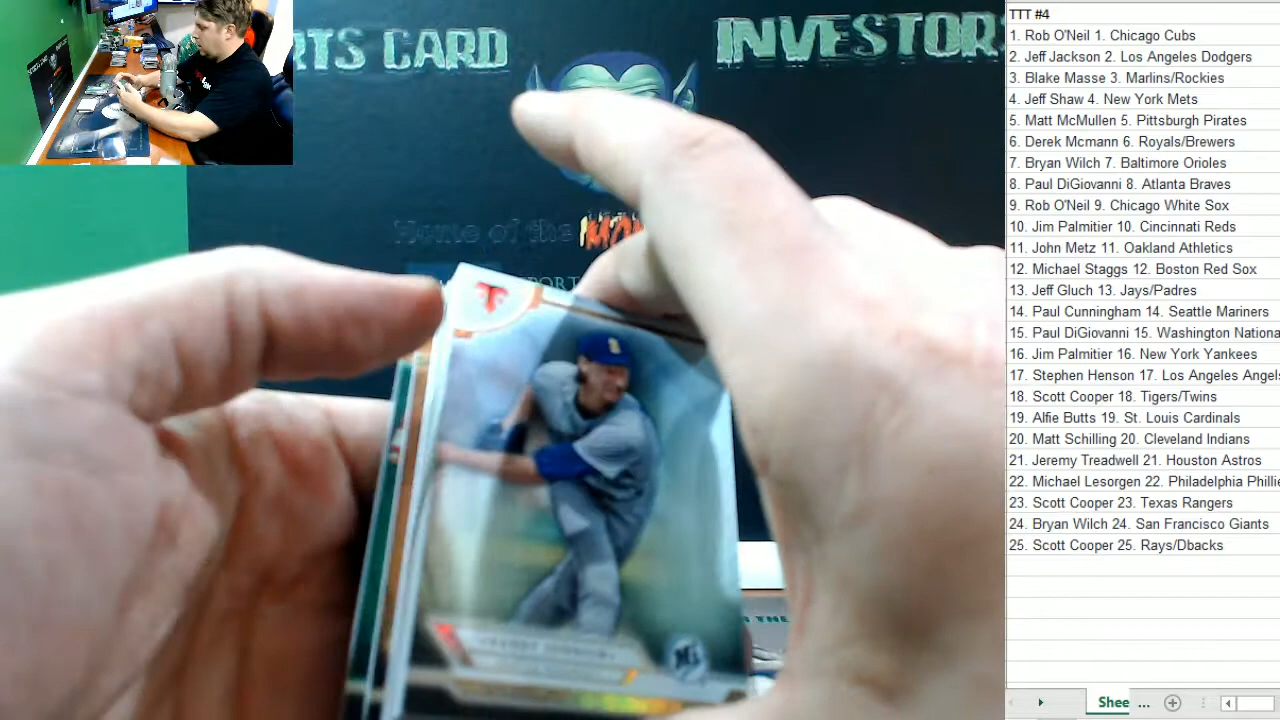 RTS CARD INVESTORS
Home of the
PORT
THE
TTT #4
1. Rob O'Neil 1. Chicago Cubs
2. Jeff Jackson 2. Los Angeles Dodgers
3. Blake Masse 3. Marlins/Rockies
4. Jeff Shaw 4. New York Mets
5. Matt McMullen 5. Pittsburgh Pirates
6. Derek Mcmann 6. Royals/Brewers
7. Bryan Wilch 7. Baltimore Orioles
8. Paul DiGiovanni 8. Atlanta Braves
9. Rob O'Neil 9. Chicago White Sox
10. Jim Palmitier 10. Cincinnati Reds
11. John Metz 11. Oakland Athletics
12. Michael Staggs 12. Boston Red Sox
13. Jeff Gluch 13. Jays/Padres
14. Paul Cunningham 14. Seattle Mariners
15. Paul DiGiovanni 15. Washington Nationa
16. Jim Palmitier 16. New York Yankees
17. Stephen Henson 17. Los Angeles Angels
18. Scott Cooper 18. Tigers/Twins
19. Alfie Butts 19. St. Louis Cardinals
20. Matt Schilling 20. Cleveland Indians
21. Jeremy Treadwell 21. Houston Astros
22. Michael Lesorgen 22. Philadelphia Phillie
23. Scott Cooper 23. Texas Rangers
24. Bryan Wilch 24. San Francisco Giants
25. Scott Cooper 25. Rays/Dbacks
Shee ...